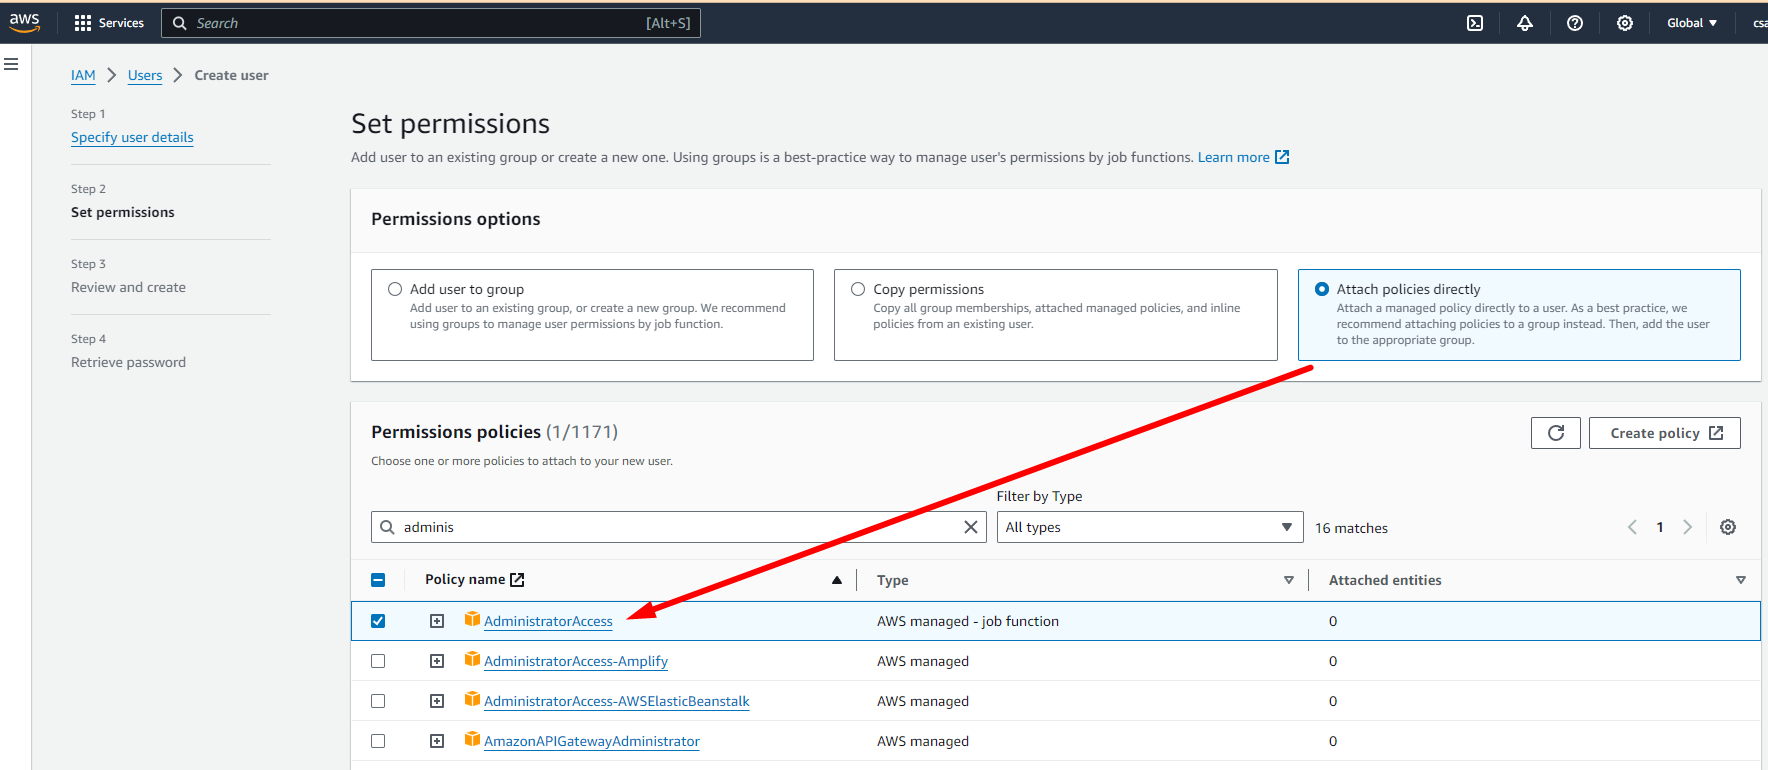 aws
Services
Search
[Alt+S]
Global
IAM
Users
Create user
Step 1
Specify user details
Step 2
Set permissions
Step 3
Review and create
Step 4
Retrieve password
Set permissions
Add user to an existing group or create a new one. Using groups is a best-practice way to manage user's permissions by job functions. Learn more
Permissions options
Add user to group
Add user to an existing group, or create a new group. We recommend
using groups to manage user permissions by job function.
Copy permissions
Copy all group memberships, attached managed policies, and inline
policies from an existing user.
Attach policies directly
Attach a managed policy directly to a user. As a best practice, we
recommend attaching policies to a group instead. Then, add the user
to the appropriate group.
Permissions policies (1/1171)
Choose one or more policies to attach to your new user.
Create policy
Filter by Type
adminis
All types
16 matches
1
Policy name
Type
Attached entities
AdministratorAccess
AWS managed - job function
0
AdministratorAccess-Amplify
AWS managed
0
AdministratorAccess-AWSElasticBeanstalk
AWS managed
0
AmazonAPIGatewayAdministrator
AWS managed
0